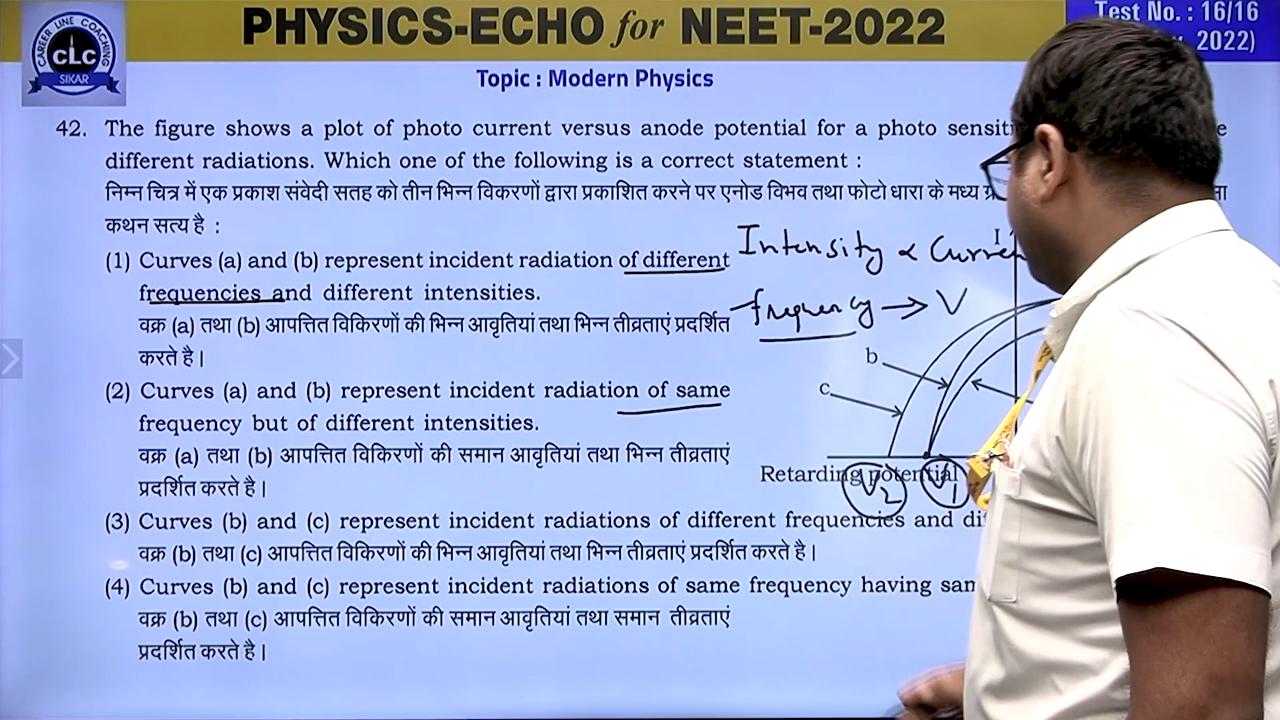 PHYSICS-ECHO for NEET-2022
Test No. : 16/16
2022)
CAREER LINE COACHING
CLC
SIKAR
Topic : Modern Physics
42. The figure shows a plot of photo current versus anode potential for a photo
different radiations. Which one of the following is a correct statement :
निम्न चित्र में एक प्रकाश संवेदी सतह को तीन भिन्न विकरणों द्वारा प्रकाशित करने पर एनोड विभव तथा फोटो धारा के मध्य
कथन सत्य है :
(1) Curves (a) and (b) represent incident radiation of different
frequencies and different intensities.
वक्र (a) तथा (b) आपत्तित विकिरणों की भिन्न आवृतियां तथा भिन्न तीव्रताएं प्रदर्शित
करते है।
(2) Curves (a) and (b) represent incident radiation of same
frequency but of different intensities.
वक्र (a) तथा (b) आपत्तित विकिरणों की समान आवृतियां तथा भिन्न तीव्रताएं
प्रदर्शित करते है।
Intensity ∝
frequency → V
I
b
c
Retarding potential
V2 V1
(3) Curves (b) and (c) represent incident radiations of different frequencies and
वक्र (b) तथा (c) आपत्तित विकिरणों की भिन्न आवृतियां तथा भिन्न तीव्रताएं प्रदर्शित करते है।
(4) Curves (b) and (c) represent incident radiations of same frequency having
वक्र (b) तथा (c) आपत्तित विकिरणों की समान आवृतियां तथा समान तीव्रताएं
प्रदर्शित करते है।